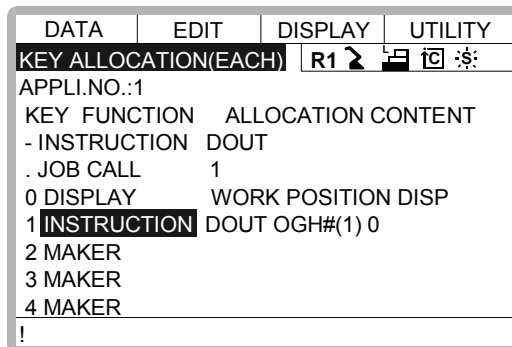 DATA EDIT DISPLAY UTILITY
KEY ALLOCATION(EACH) R1 L C S
APPLI.NO.:1
KEY FUNCTION ALLOCATION CONTENT
- INSTRUCTION DOUT
. JOB CALL 1
0 DISPLAY WORK POSITION DISP
1 INSTRUCTION DOUT OGH#(1) 0
2 MAKER
3 MAKER
4 MAKER
!